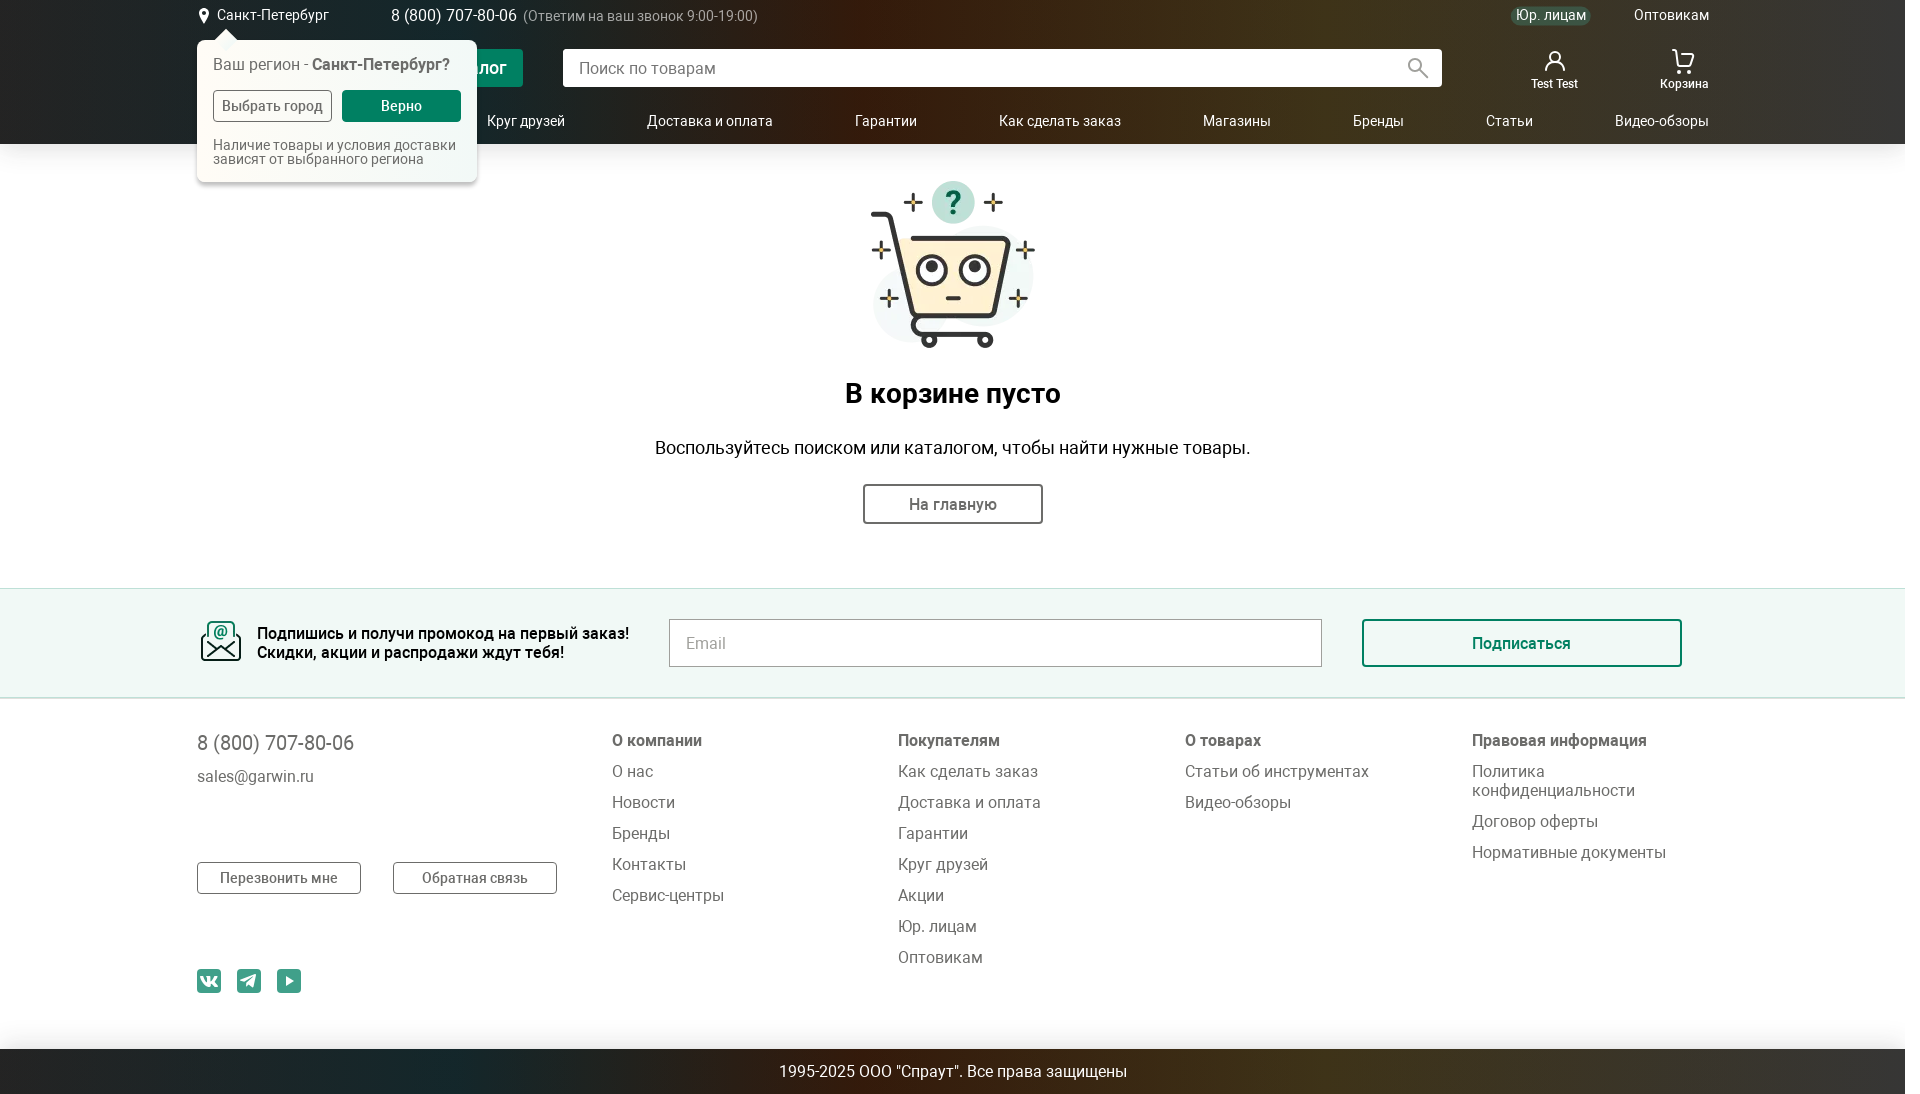 Санкт-Петербург
8 (800) 707-80-06 (Ответим на ваш звонок 9:00-19:00)
Юр. лицам
Оптовикам
Ваш регион - Санкт-Петербург?
Выбрать город
Верно
Наличие товары и условия доставки
зависят от выбранного региона
Поиск по товарам
Test Test
Корзина
Круг друзей
Доставка и оплата
Гарантии
Как сделать заказ
Магазины
Бренды
Статьи
Видео-обзоры
?
В корзине пусто
Воспользуйтесь поиском или каталогом, чтобы найти нужные товары.
На главную
@
Подпишись и получи промокод на первый заказ!
Скидки, акции и распродажи ждут тебя!
Email
Подписаться
8 (800) 707-80-06
sales@garwin.ru
Перезвонить мне
Обратная связь
О компании
О нас
Новости
Бренды
Контакты
Сервис-центры
Покупателям
Как сделать заказ
Доставка и оплата
Гарантии
Круг друзей
Акции
Юр. лицам
Оптовикам
О товарах
Статьи об инструментах
Видео-обзоры
Правовая информация
Политика
конфиденциальности
Договор оферты
Нормативные документы
1995-2025 ООО "Спраут". Все права защищены